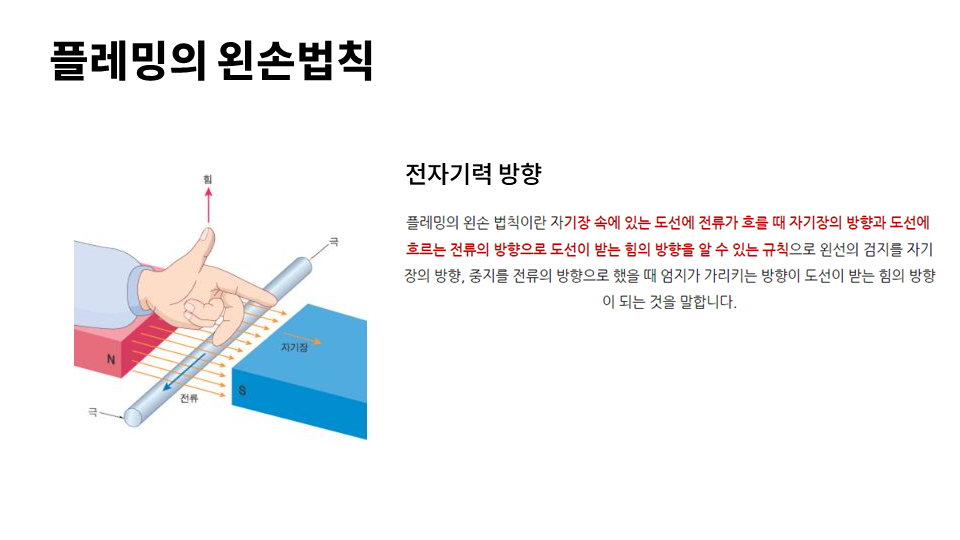 플레밍의 왼손법칙
전자기력 방향
플레밍의 왼손 법칙이란 자기장 속에 있는 도선에 전류가 흐를 때 자기장의 방향과 도선에
흐르는 전류의 방향으로 도선이 받는 힘의 방향을 알 수 있는 규칙으로 왼선의 검지를 자기
장의 방향, 중지를 전류의 방향으로 했을 때 엄지가 가리키는 방향이 도선이 받는 힘의 방향
이 되는 것을 말합니다.
힘
극
자기장
N
S
전류
극